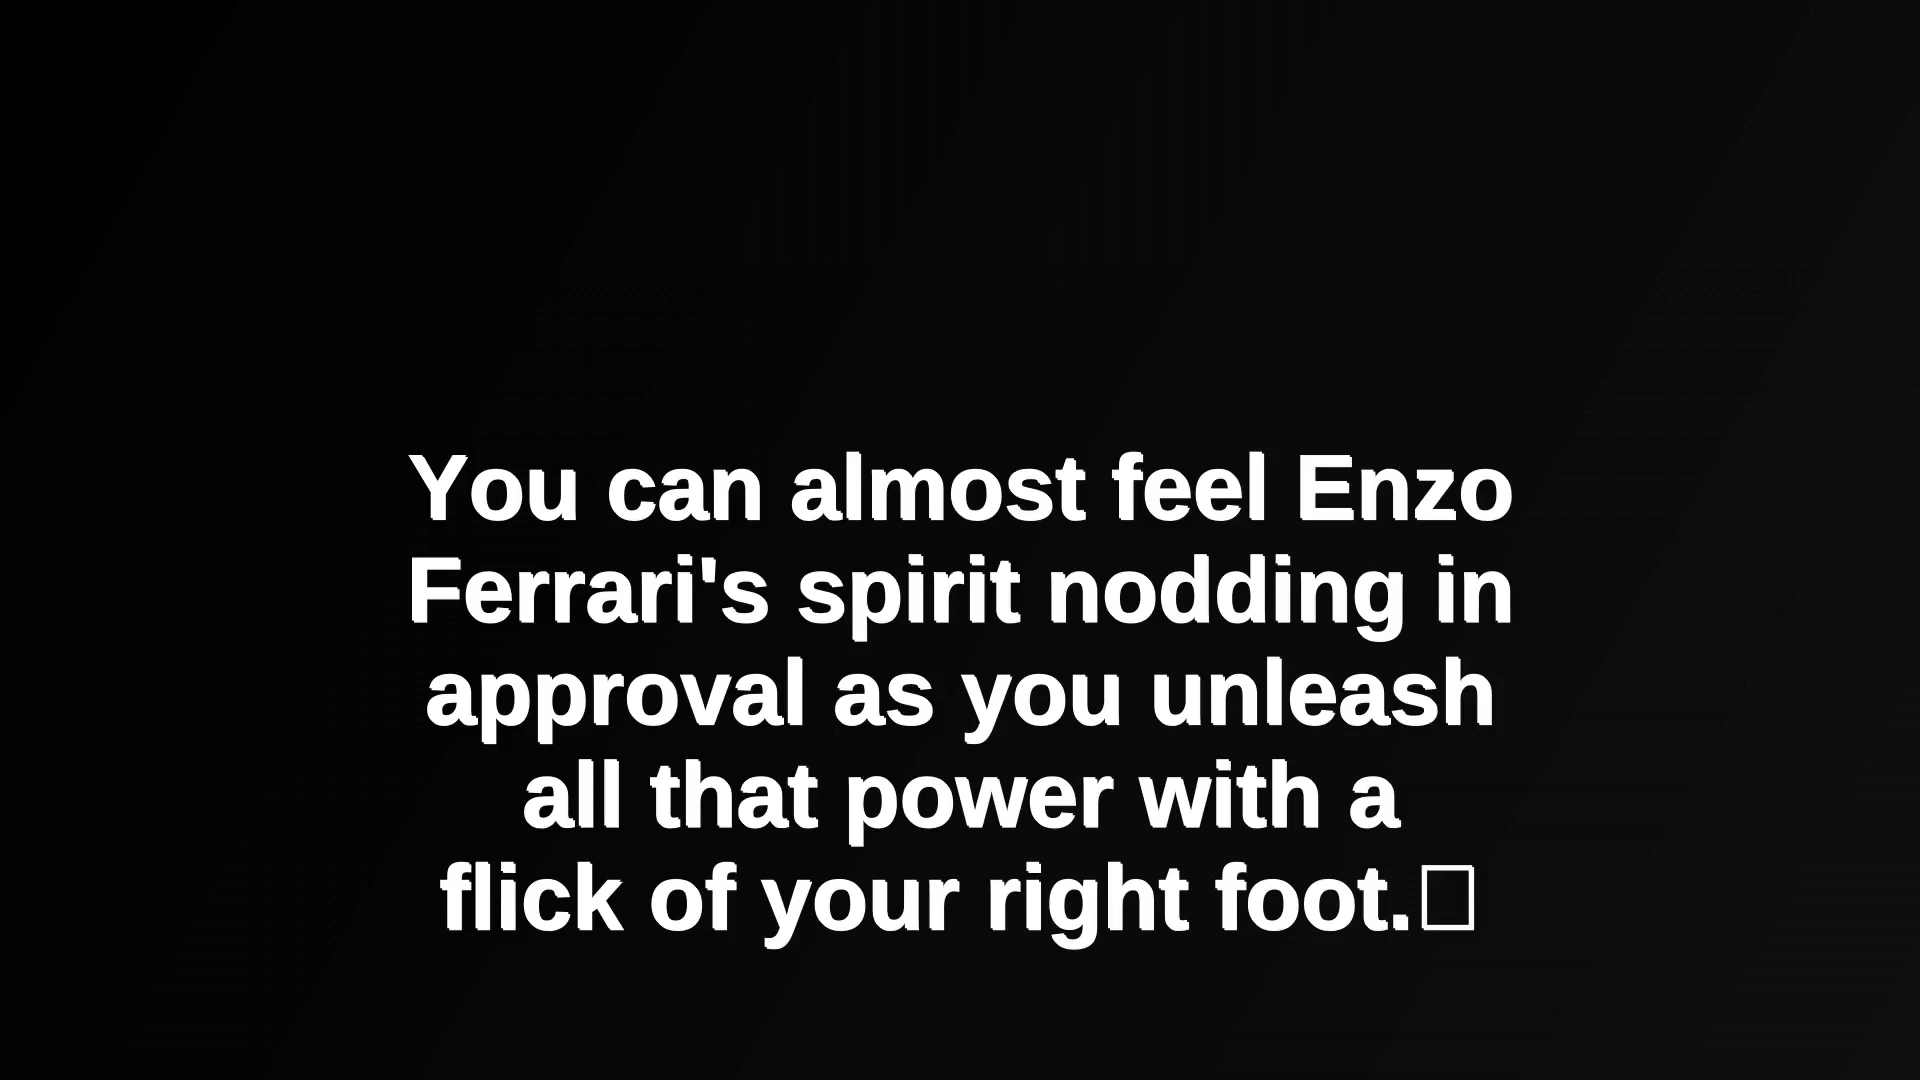 You can almost feel Enzo
Ferrari's spirit nodding in
approval as you unleash
all that power with a
flick of your right foot.